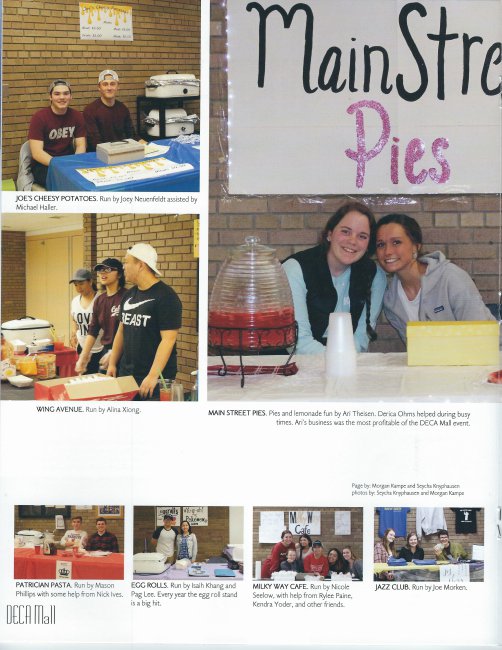 OBEY
JOE'S CHEESY POTATOES. Run by Joey Neuenfeldt assisted by
Michael Haller.
Main Stre
Pies
BEAST
WING AVENUE. Run by Alina Xiong.
MAIN STREET PIES. Pies and lemonade fun by Ari Theisen. Derica Ohms helped during busy
times. Ari's business was the most profitable of the DECA Mall event.
Page by: Morgan Kampe and Seycha Knyphausen
photos by: Seycha Knyphausen and Morgan Kampe
Cafe
PATRICIAN PASTA. Run by Mason
Phillips with some help from Nick Ives.
EGG ROLLS. Run by Isaih Khang and
Pag Lee. Every year the egg roll stand
is a big hit.
MILKY WAY CAFE. Run by Nicole
Seelow, with help from Rylee Paine,
Kendra Yoder, and other friends.
JAZZ CLUB. Run by Joe Morken.
DECA Mall